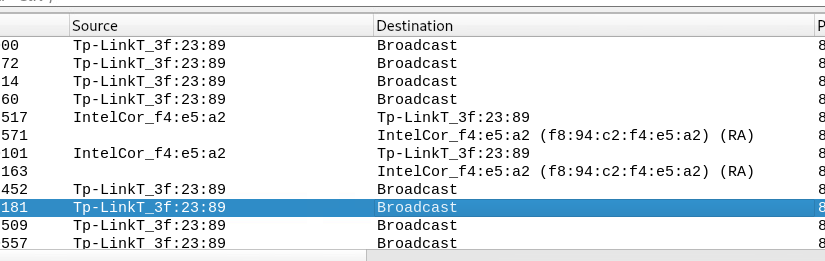 Source Destination P
00 Tp-LinkT_3f:23:89 Broadcast 8
72 Tp-LinkT_3f:23:89 Broadcast 8
14 Tp-LinkT_3f:23:89 Broadcast 8
60 Tp-LinkT_3f:23:89 Broadcast 8
517 IntelCor_f4:e5:a2 Tp-LinkT_3f:23:89 8
571 IntelCor_f4:e5:a2 (f8:94:c2:f4:e5:a2) (RA) 8
101 IntelCor_f4:e5:a2 Tp-LinkT_3f:23:89 8
163 IntelCor_f4:e5:a2 (f8:94:c2:f4:e5:a2) (RA) 8
452 Tp-LinkT_3f:23:89 Broadcast 8
181 Tp-LinkT_3f:23:89 Broadcast 8
509 Tp-LinkT_3f:23:89 Broadcast 8
557 Tp-LinkT_3f:23:89 Broadcast 8